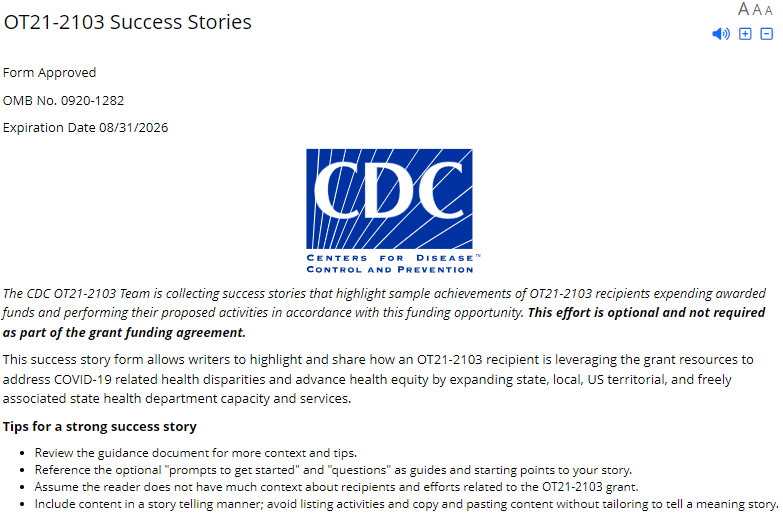 OT21-2103 Success Stories
A A A
Form Approved
OMB No. 0920-1282
Expiration Date 08/31/2026
CDC
CENTERS FOR DISEASE™
CONTROL AND PREVENTION
The CDC OT21-2103 Team is collecting success stories that highlight sample achievements of OT21-2103 recipients expending awarded
funds and performing their proposed activities in accordance with this funding opportunity. This effort is optional and not required
as part of the grant funding agreement.
This success story form allows writers to highlight and share how an OT21-2103 recipient is leveraging the grant resources to
address COVID-19 related health disparities and advance health equity by expanding state, local, US territorial, and freely
associated state health department capacity and services.
Tips for a strong success story
• Review the guidance document for more context and tips.
• Reference the optional "prompts to get started" and "questions" as guides and starting points to your story.
• Assume the reader does not have much context about recipients and efforts related to the OT21-2103 grant.
• Include content in a story telling manner; avoid listing activities and copy and pasting content without tailoring to tell a meaning story.